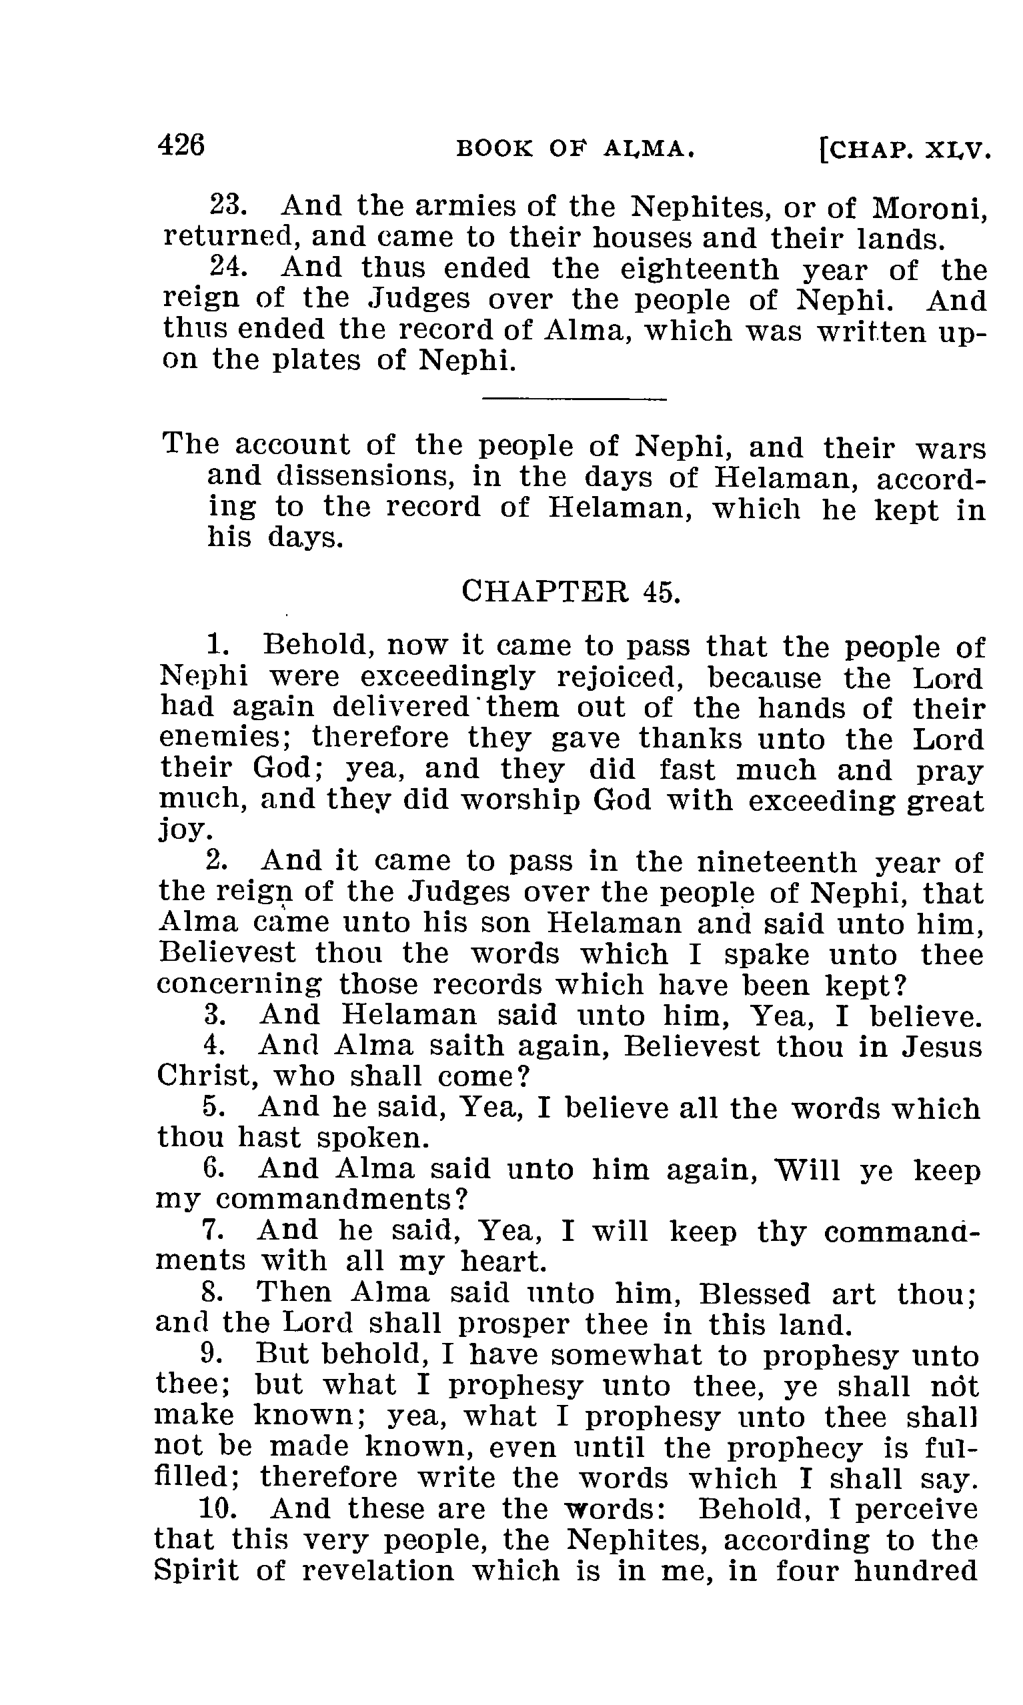 426 BOOK OF ALMA. [CHAP. XLV.
23. And the armies of the Nephites, or of Moroni,
returned, and came to their houses and their lands.
24. And thus ended the eighteenth year of the
reign of the Judges over the people of Nephi. And
thus ended the record of Alma, which was written up-
on the plates of Nephi.
The account of the people of Nephi, and their wars
and dissensions, in the days of Helaman, accord-
ing to the record of Helaman, which he kept in
his days.
CHAPTER 45.
1. Behold, now it came to pass that the people of
Nephi were exceedingly rejoiced, because the Lord
had again delivered them out of the hands of their
enemies; therefore they gave thanks unto the Lord
their God; yea, and they did fast much and pray
much, and they did worship God with exceeding great
joy.
2. And it came to pass in the nineteenth year of
the reign of the Judges over the people of Nephi, that
Alma came unto his son Helaman and said unto him,
Believest thou the words which I spake unto thee
concerning those records which have been kept?
3. And Helaman said unto him, Yea, I believe.
4. And Alma saith again, Believest thou in Jesus
Christ, who shall come?
5. And he said, Yea, I believe all the words which
thou hast spoken.
6. And Alma said unto him again, Will ye keep
my commandments?
7. And he said, Yea, I will keep thy command-
ments with all my heart.
8. Then Alma said unto him, Blessed art thou;
and the Lord shall prosper thee in this land.
9. But behold, I have somewhat to prophesy unto
thee; but what I prophesy unto thee, ye shall not
make known; yea, what I prophesy unto thee shall
not be made known, even until the prophecy is ful-
filled; therefore write the words which I shall say.
10. And these are the words: Behold, I perceive
that this very people, the Nephites, according to the
Spirit of revelation which is in me, in four hundred